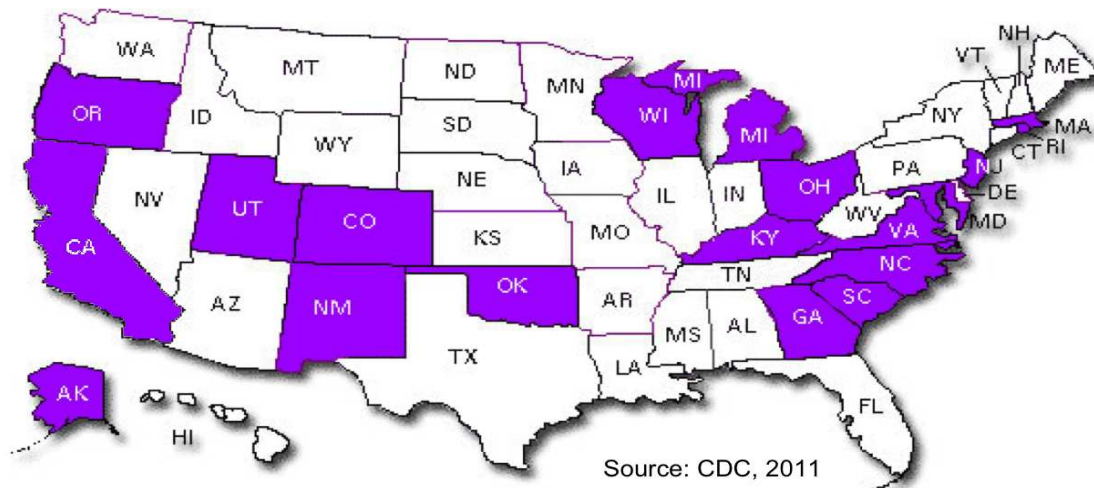 WA
MT
ND
MN
MI
NH
VT
ME
OR
ID
SD
WI
MI
NY
MA
RI
CT
WY
IA
PA
NJ
DE
NV
UT
NE
IL
IN
OH
WV
MD
CA
CO
KS
MO
KY
VA
AZ
NM
OK
AR
TN
NC
SC
TX
MS
AL
GA
LA
AK
HI
FL
Source: CDC, 2011